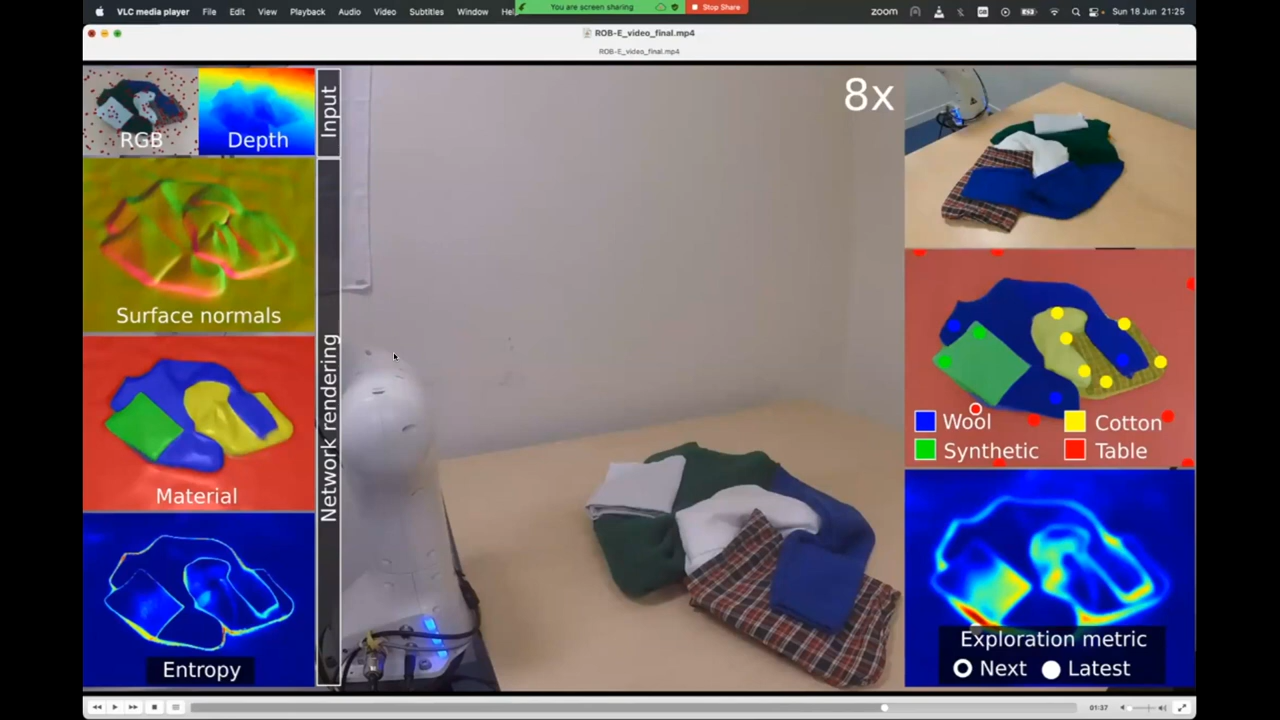 VLC media player File Edit View Playback Audio Video Subtitles Window Help
You are screen sharing
Stop Share
zoom
Sun 18 Jun 21:25
ROB-E_video_final.mp4
ROB-E_video_final.mp4
RGB
Depth
Input
8x
Surface normals
Network rendering
Material
Wool
Cotton
Synthetic
Table
Entropy
Exploration metric
Next
Latest
01:37